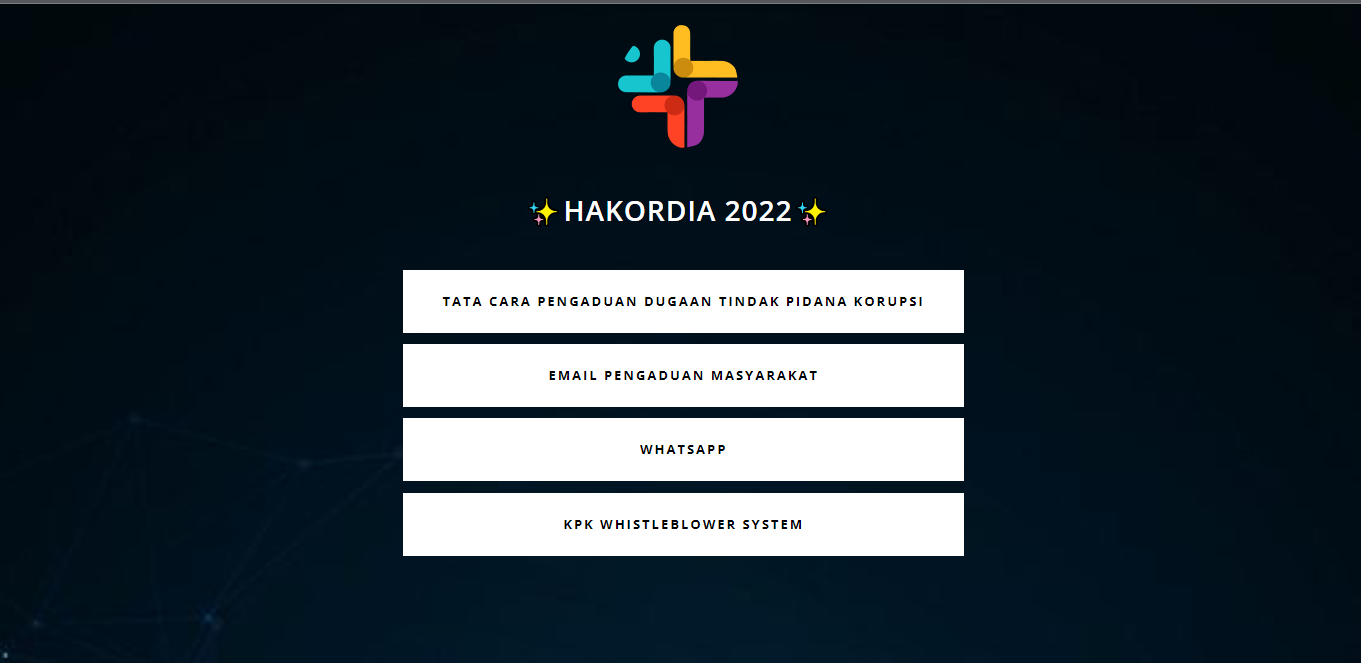 ✨HAKORDIA 2022✨
TATA CARA PENGADUAN DUGAAN TINDAK PIDANA KORUPSI
EMAIL PENGADUAN MASYARAKAT
WHATSAPP
KPK WHISTLEBLOWER SYSTEM